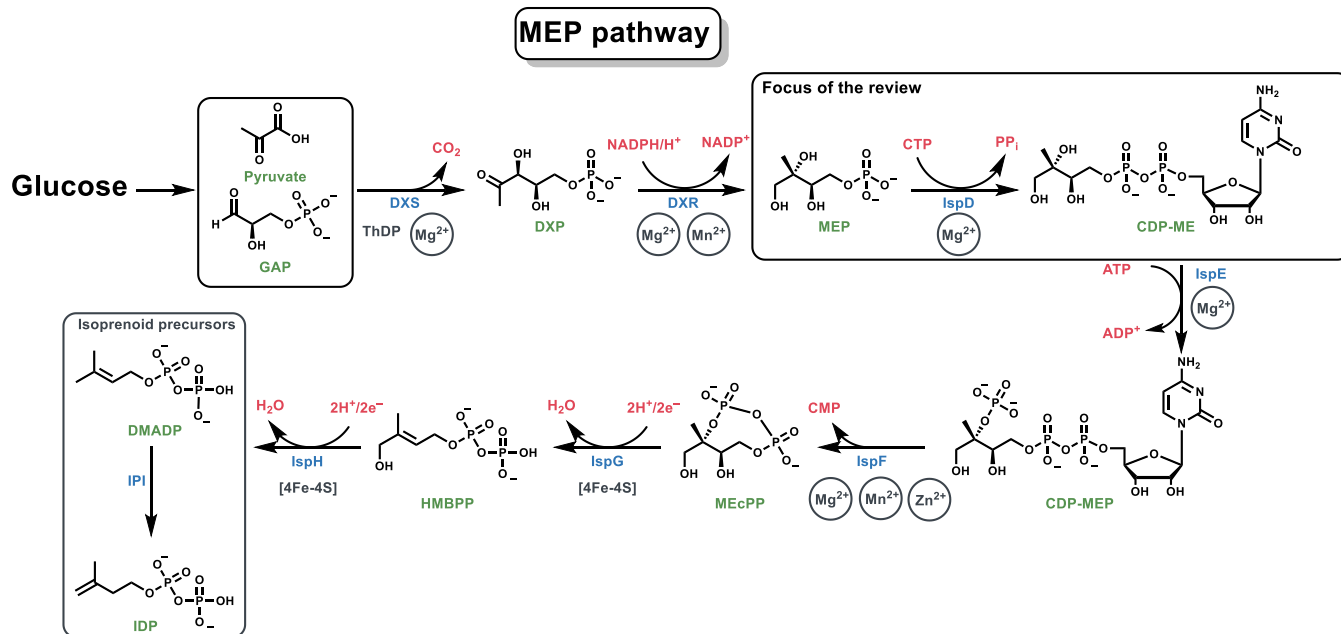 MEP pathway
Focus of the review
Glucose
Pyruvate
GAP
CO2
DXS
ThDP Mg2+
DXP
NADPH/H+ NADP+
DXR
Mg2+ Mn2+
MEP
CTP PPi
IspD
Mg2+
CDP-ME
ATP IspE
Mg2+
ADP+
CDP-MEP
CMP
IspF
Mg2+ Mn2+ Zn2+
MEcPP
H2O 2H+/2e−
IspG
[4Fe-4S]
HMBPP
H2O 2H+/2e−
IspH
[4Fe-4S]
Isoprenoid precursors
DMADP
IPI
IDP